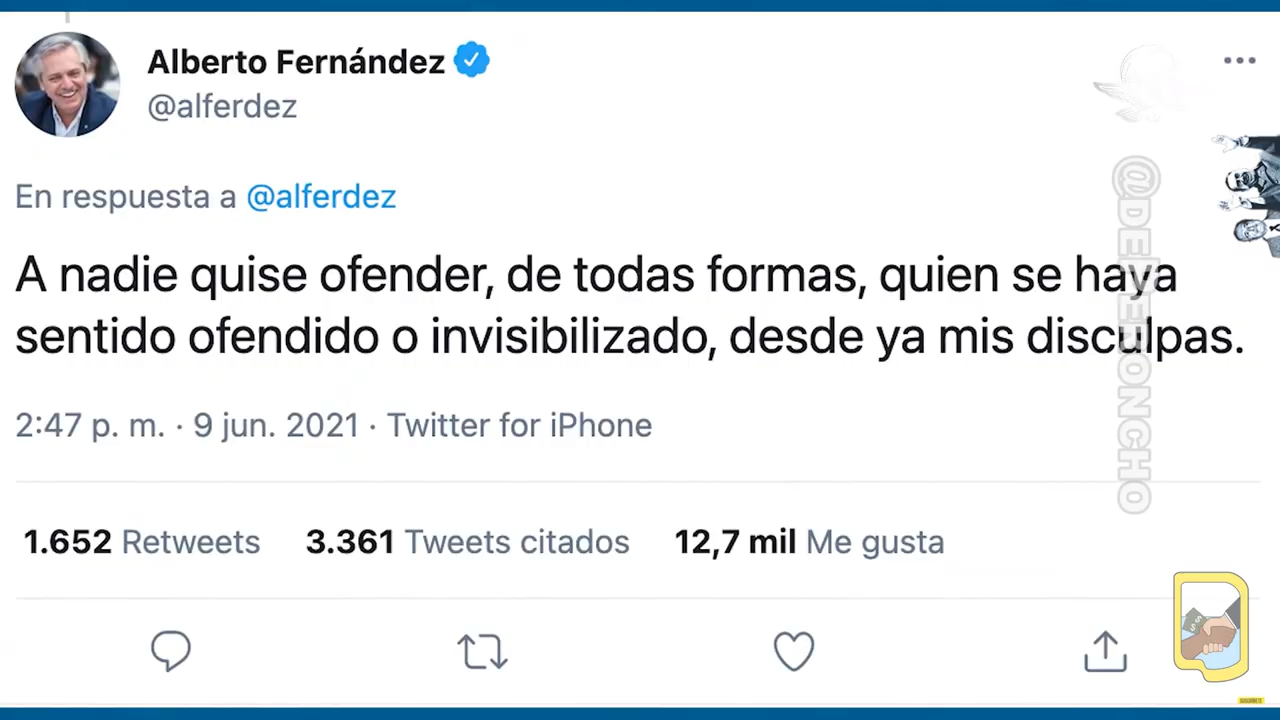 Alberto Fernández
@alferdez
En respuesta a @alferdez
A nadie quise ofender, de todas formas, quien se haya
sentido ofendido o invisibilizado, desde ya mis disculpas.
2:47 p. m. · 9 jun. 2021 · Twitter for iPhone
1.652 Retweets 3.361 Tweets citados 12,7 mil Me gusta
@DEPERONCHO
SUSCRÍBETE